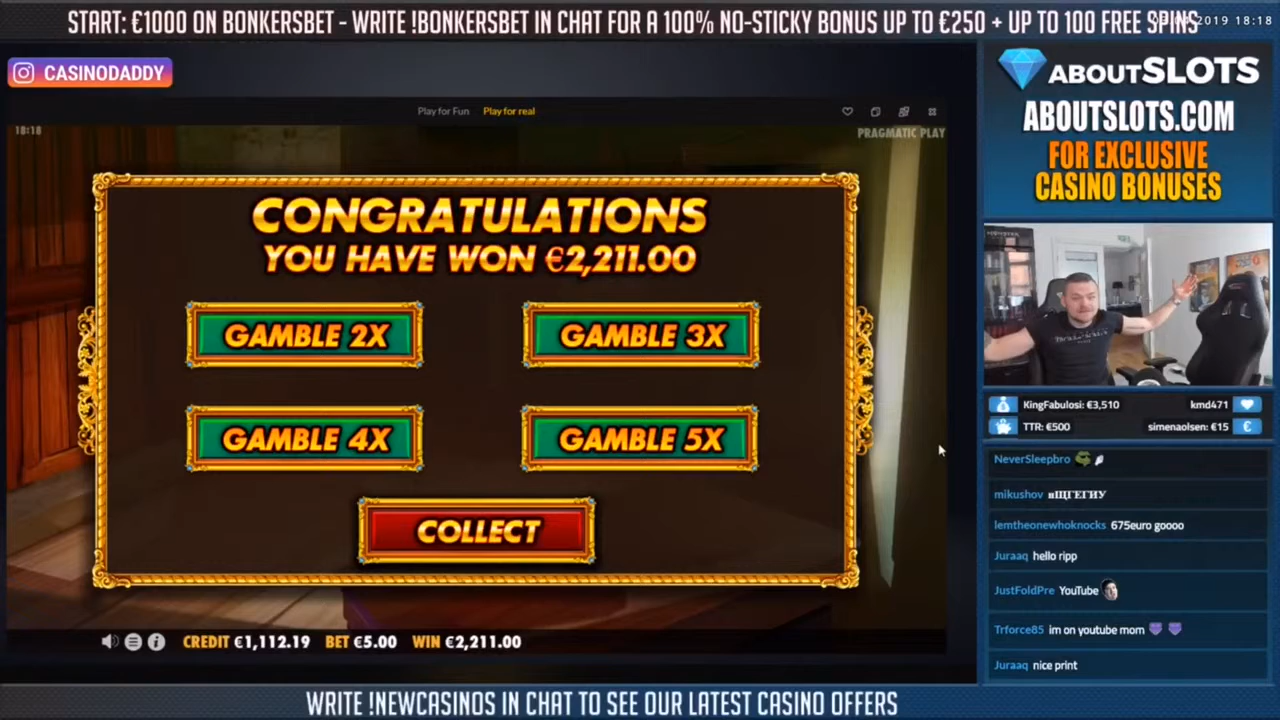 START: €1000 ON BONKERSBET - WRITE !BONKERSBET IN CHAT FOR A 100% NO-STICKY BONUS UP TO €250 + UP TO 100 FREE SPINS
2019 18:18
CASINODADDY
Play for Fun Play for real
18:18
PRAGMATIC PLAY
CONGRATULATIONS
YOU HAVE WON €2,211.00
GAMBLE 2X
GAMBLE 3X
GAMBLE 4X
GAMBLE 5X
COLLECT
CREDIT €1,112.19 BET €5.00 WIN €2,211.00
ABOUTSLOTS
ABOUTSLOTS.COM
FOR EXCLUSIVE
CASINO BONUSES
KingFabulosi: €3,510 kmd471
TTR: €500 simenaolsen: €15 €
NeverSleepbro
mikushov вЩГЕГИУ
lemtheonewhoknocks 675euro goooo
Juraaq hello ripp
JustFoldPre YouTube
Trforce85 im on youtube mom
Juraaq nice print
WRITE !NEWCASINOS IN CHAT TO SEE OUR LATEST CASINO OFFERS